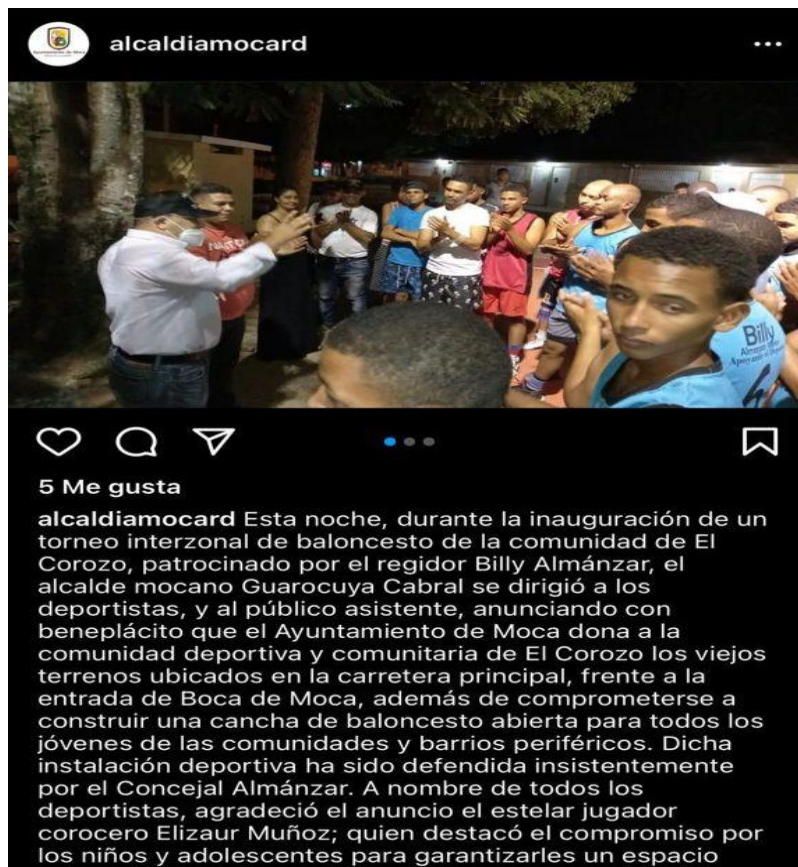 alcaldiamocard
Billy
5 Me gusta
alcaldiamocard Esta noche, durante la inauguración de un
torneo interzonal de baloncesto de la comunidad de El
Corozo, patrocinado por el regidor Billy Almánzar, el
alcalde mocano Guarocuya Cabral se dirigió a los
deportistas, y al público asistente, anunciando con
beneplácito que el Ayuntamiento de Moca dona a la
comunidad deportiva y comunitaria de El Corozo los viejos
terrenos ubicados en la carretera principal, frente a la
entrada de Boca de Moca, además de comprometerse a
construir una cancha de baloncesto abierta para todos los
jóvenes de las comunidades y barrios periféricos. Dicha
instalación deportiva ha sido defendida insistentemente
por el Concejal Almánzar. A nombre de todos los
deportistas, agradeció el anuncio el estelar jugador
corocero Elizaur Muñoz; quien destacó el compromiso por
los niños y adolescentes para garantizarles un espacio